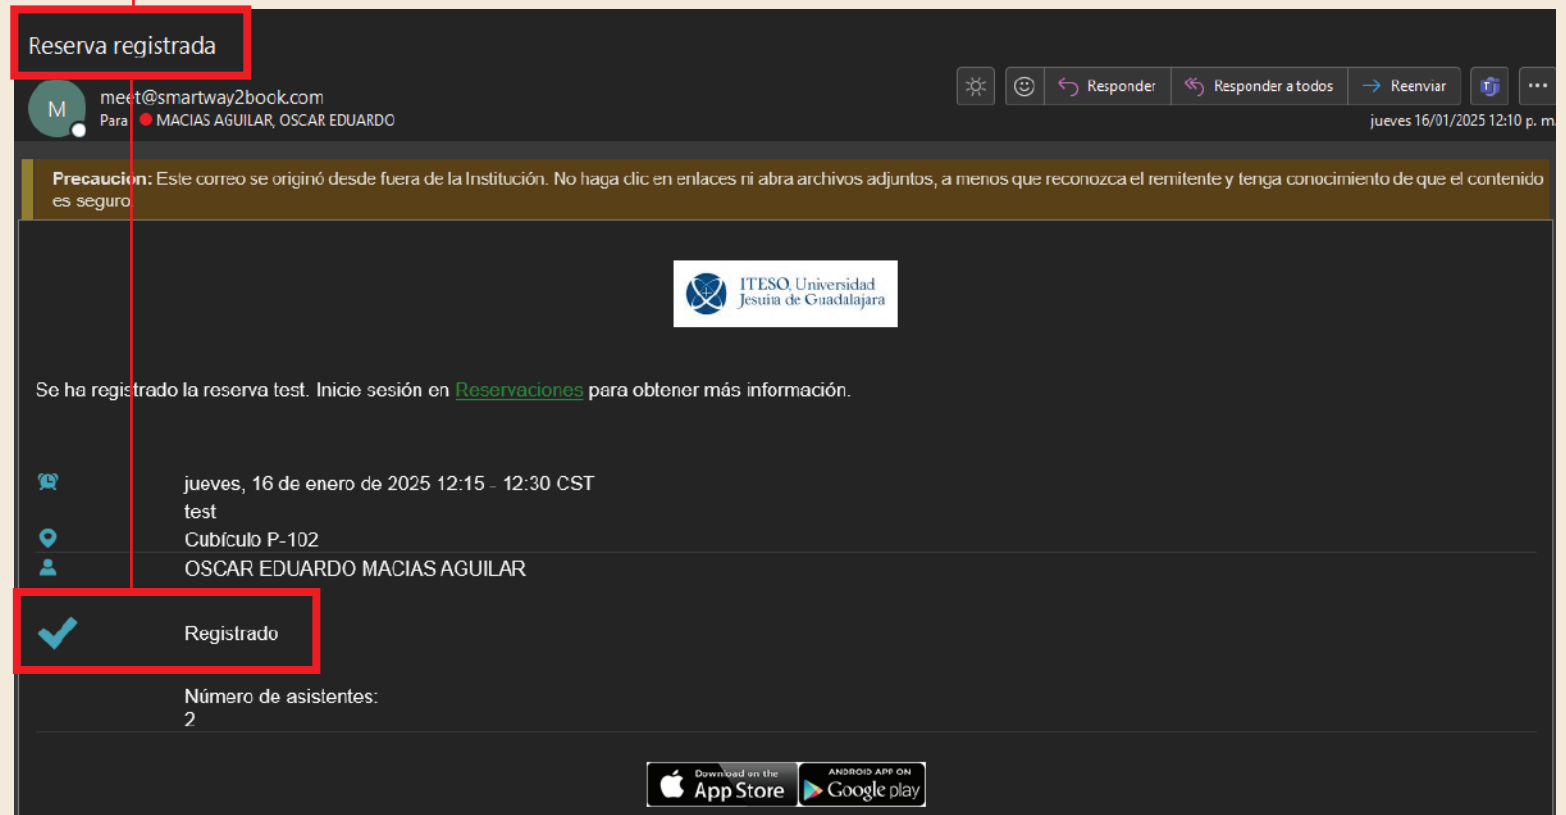 Reserva registrada
M
meet@smartway2book.com
Para MACIAS AGUILAR, OSCAR EDUARDO
Responder
Responder a todos
Reenviar
jueves 16/01/2025 12:10 p. m.
Precaución: Este correo se originó desde fuera de la Institución. No haga clic en enlaces ni abra archivos adjuntos, a menos que reconozca el remitente y tenga conocimiento de que el contenido
es seguro.
ITESO, Universidad
Jesuita de Guadalajara
Se ha registrado la reserva test. Inicie sesión en Reservaciones para obtener más información.
jueves, 16 de enero de 2025 12:15 - 12:30 CST
test
Cubículo P-102
OSCAR EDUARDO MACIAS AGUILAR
Registrado
Número de asistentes:
2
Download on the
App Store
ANDROID APP ON
Google play